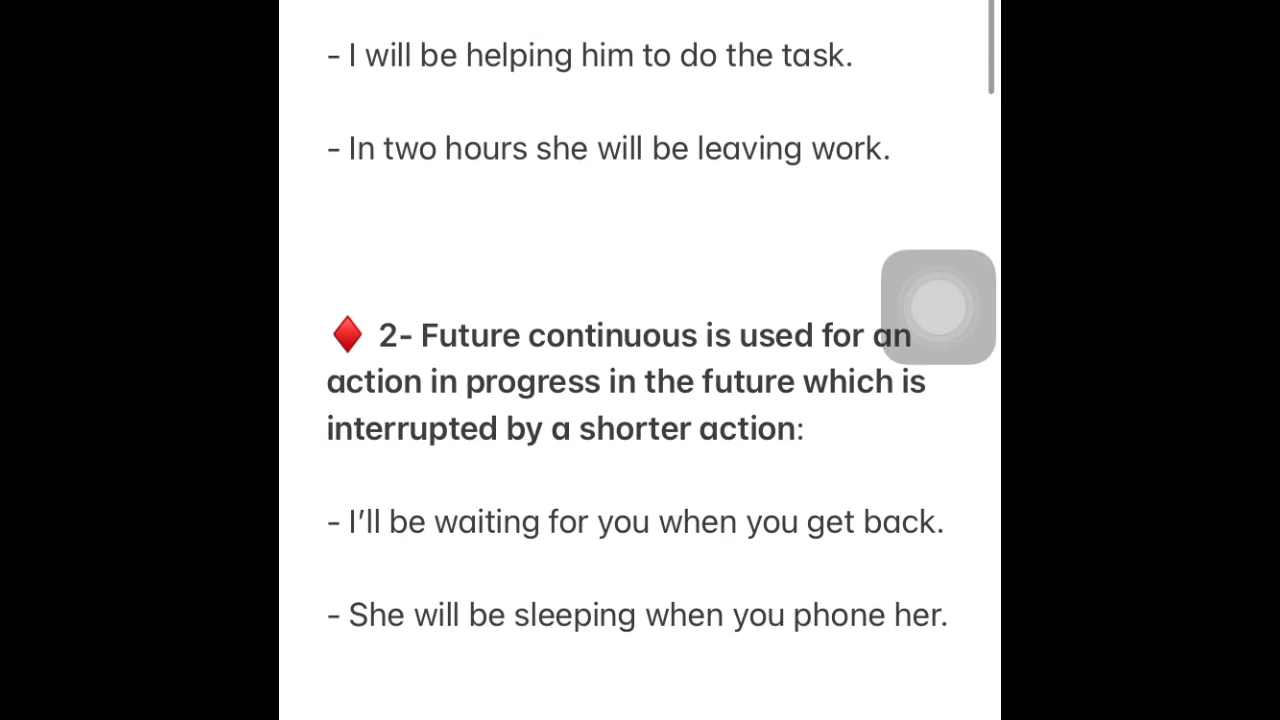 - I will be helping him to do the task.
- In two hours she will be leaving work.
♦️ 2- Future continuous is used for an
action in progress in the future which is
interrupted by a shorter action:
- I’ll be waiting for you when you get back.
- She will be sleeping when you phone her.